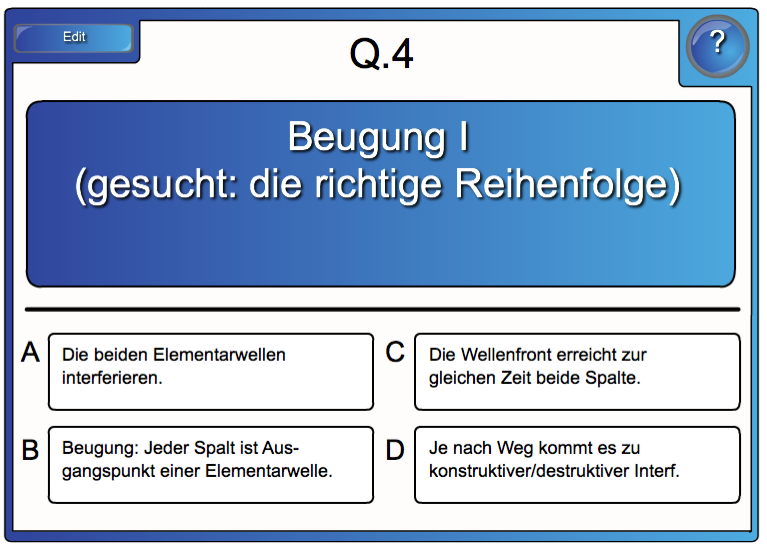 Edit
Q.4
?
Beugung I
(gesucht: die richtige Reihenfolge)
A
Die beiden Elementarwellen
interferieren.
B
Beugung: Jeder Spalt ist Aus-
gangspunkt einer Elementarwelle.
C
Die Wellenfront erreicht zur
gleichen Zeit beide Spalte.
D
Je nach Weg kommt es zu
konstruktiver/destruktiver Interf.